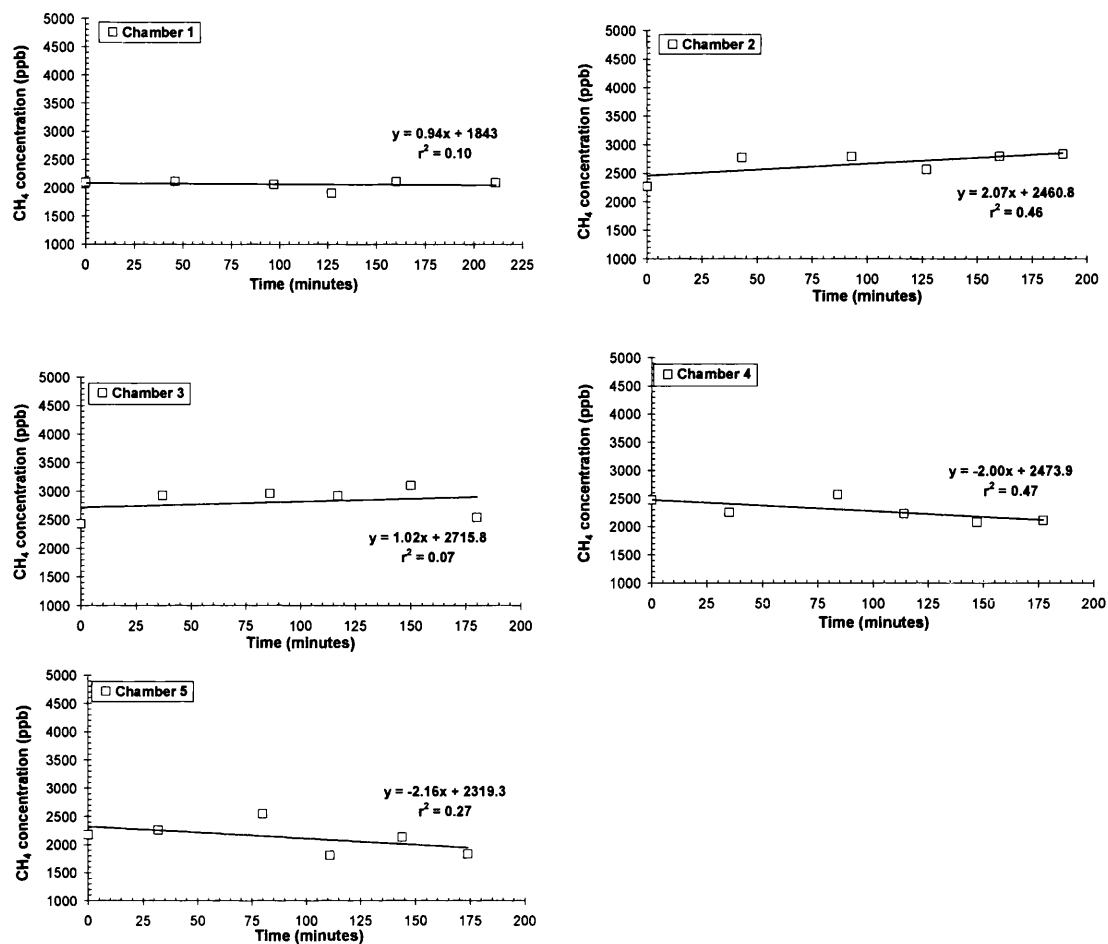 Chamber 1
CH4 concentration (ppb)
5000
4500
4000
3500
3000
2500
2000
1500
1000
y = 0.94x + 1843
r² = 0.10
0 25 50 75 100 125 150 175 200 225
Time (minutes)
Chamber 2
CH4 concentration (ppb)
5000
4500
4000
3500
3000
2500
2000
1500
1000
y = 2.07x + 2460.8
r² = 0.46
0 25 50 75 100 125 150 175 200
Time (minutes)
Chamber 3
CH4 concentration (ppb)
5000
4500
4000
3500
3000
2500
2000
1500
1000
y = 1.02x + 2715.8
r² = 0.07
0 25 50 75 100 125 150 175 200
Time (minutes)
Chamber 4
CH4 concentration (ppb)
5000
4500
4000
3500
3000
2500
2000
1500
1000
y = -2.00x + 2473.9
r² = 0.47
0 25 50 75 100 125 150 175 200
Time (minutes)
Chamber 5
CH4 concentration (ppb)
5000
4500
4000
3500
3000
2500
2000
1500
1000
y = -2.16x + 2319.3
r² = 0.27
0 25 50 75 100 125 150 175 200
Time (minutes)